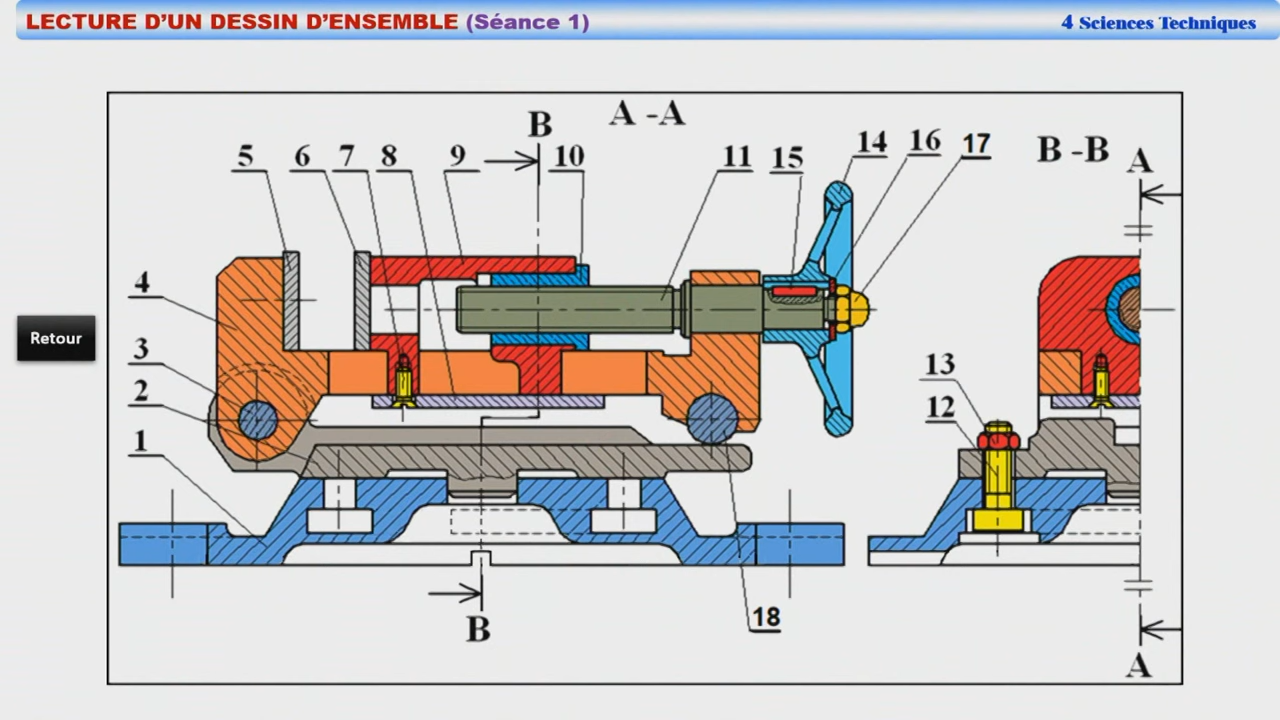 LECTURE D'UN DESSIN D'ENSEMBLE (Séance 1)
4 Sciences Techniques
A -A
B
5
6
7
8
9
10
11
15
14
16
17
B -B
A
4
3
2
1
Retour
13
12
18
B
A